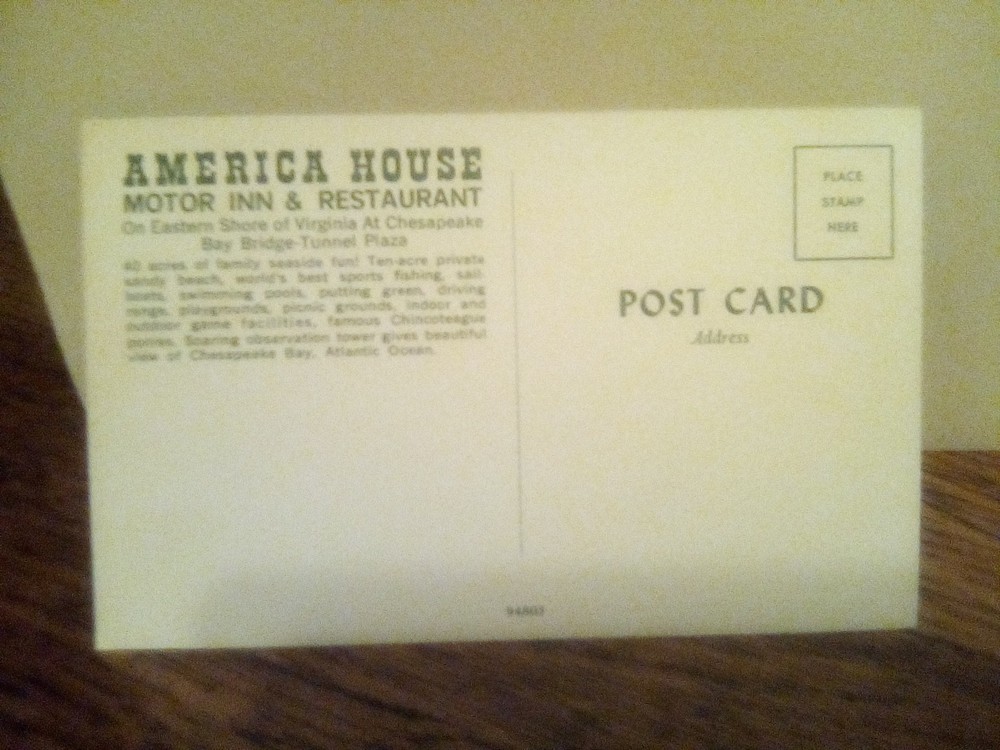 AMERICA HOUSE
MOTOR INN & RESTAURANT
On Eastern Shore of Virginia At Chesapeake
Bay Bridge-Tunnel Plaza
40 acres of family seaside fun! Ten-acre private
sandy beach, world's best sports fishing, sail-
boats, swimming pools, putting green, driving
range, playgrounds, picnic grounds, indoor and
outdoor game facilities, famous Chincoteague
ponies. Soaring observation tower gives beautiful
view of Chesapeake Bay, Atlantic Ocean.
PLACE
STAMP
HERE
POST CARD
Address
94803